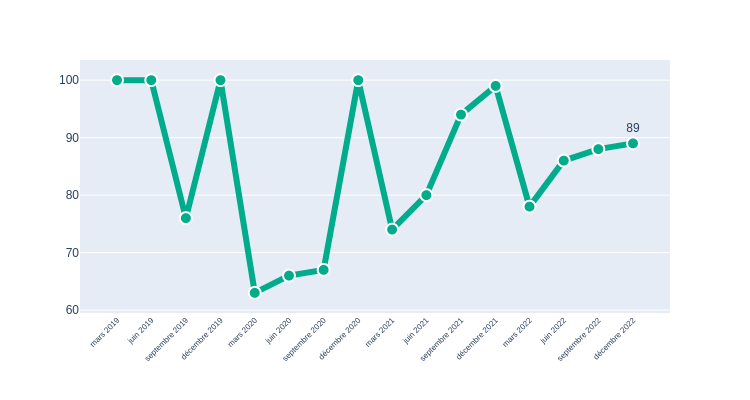 100
90
80
70
60
89
mars 2019
juin 2019
septembre 2019
décembre 2019
mars 2020
juin 2020
septembre 2020
décembre 2020
mars 2021
juin 2021
septembre 2021
décembre 2021
mars 2022
juin 2022
septembre 2022
décembre 2022